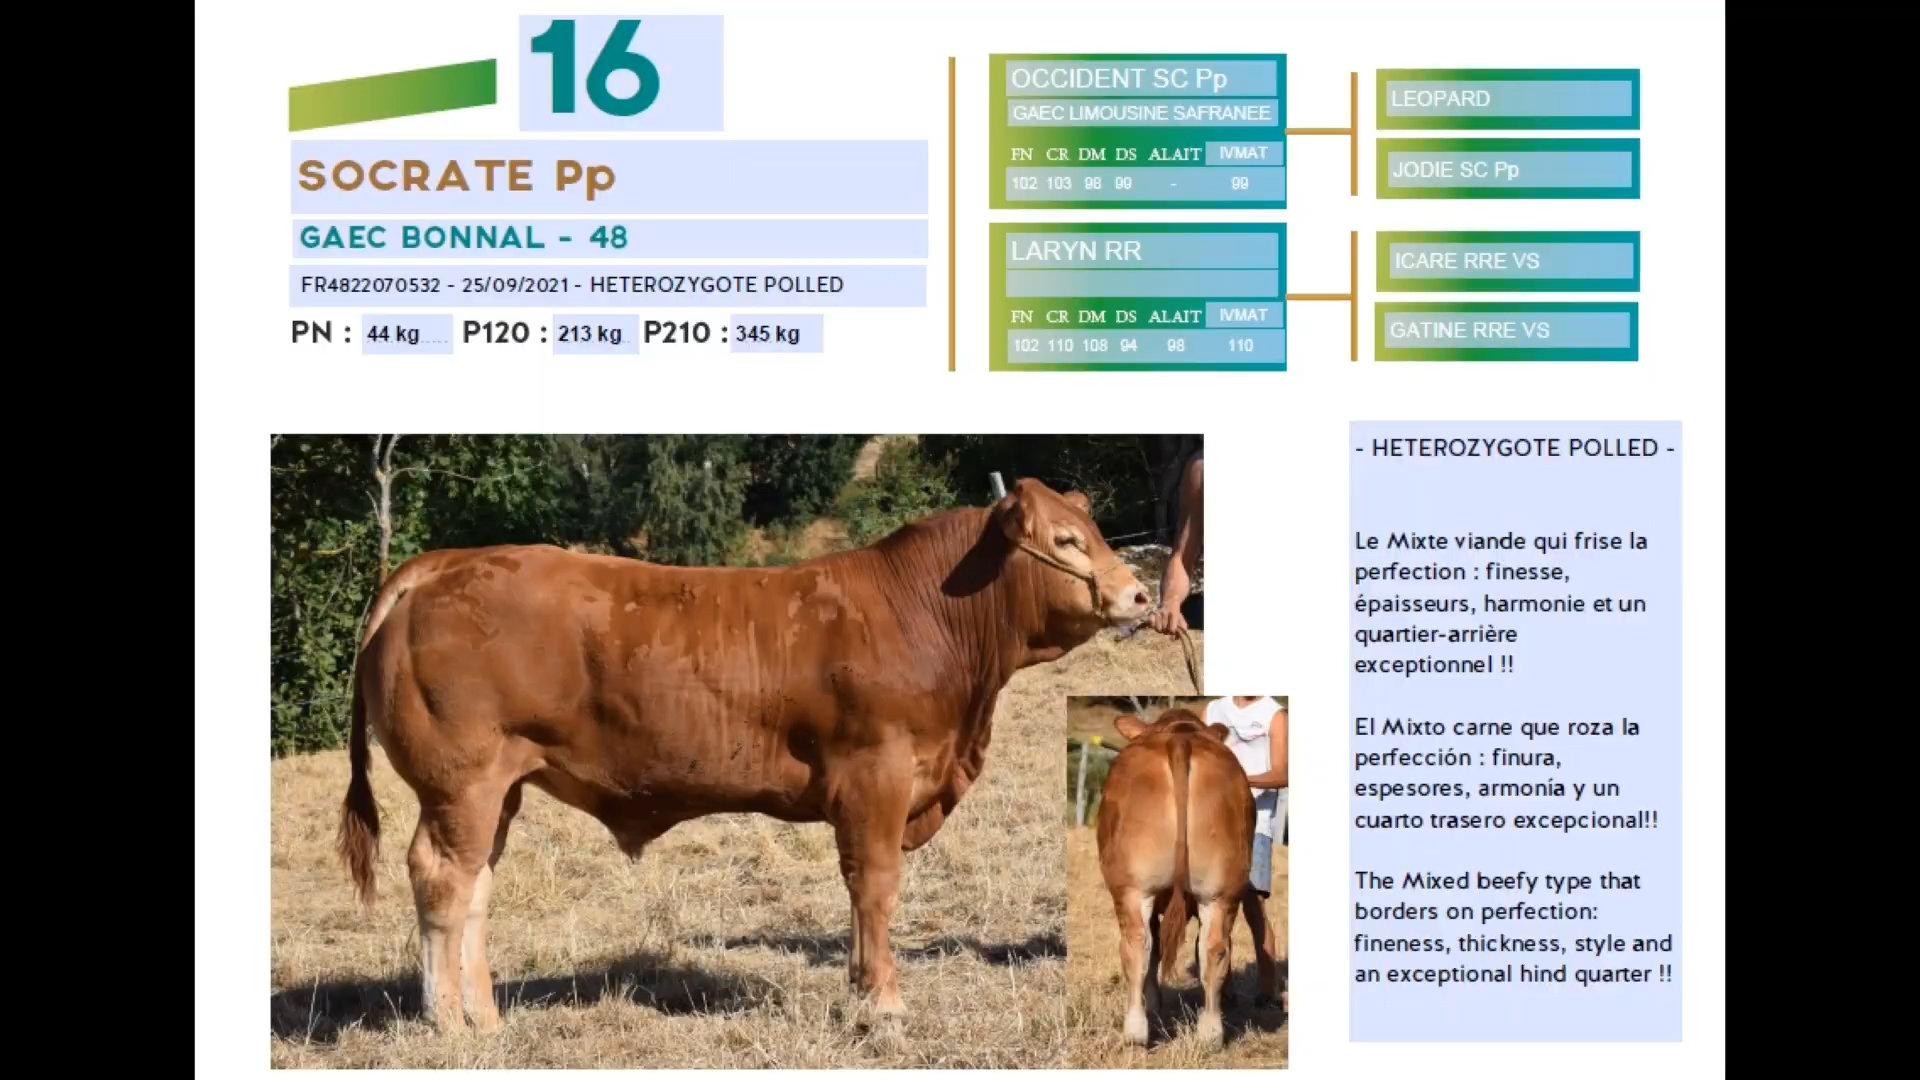 16
SOCRATE Pp
GAEC BONNAL - 48
FR4822070532 - 25/09/2021 - HETEROZYGOTE POLLED
PN : 44 kg P120 : 213 kg P210 : 345 kg
OCCIDENT SC Pp
GAEC LIMOUSINE SAFRANEE
FN CR DM DS ALAIT IVMAT
102 103 98 99 - 99
LARYN RR
FN CR DM DS ALAIT IVMAT
102 110 108 94 98 110
LEOPARD
JODIE SC Pp
ICARE RRE VS
GATINE RRE VS
- HETEROZYGOTE POLLED -
Le Mixte viande qui frise la
perfection : finesse,
épaisseurs, harmonie et un
quartier-arrière
exceptionnel !!
El Mixto carne que roza la
perfección : finura,
espesores, armonía y un
cuarto trasero excepcional!!
The Mixed beefy type that
borders on perfection:
fineness, thickness, style and
an exceptional hind quarter !!